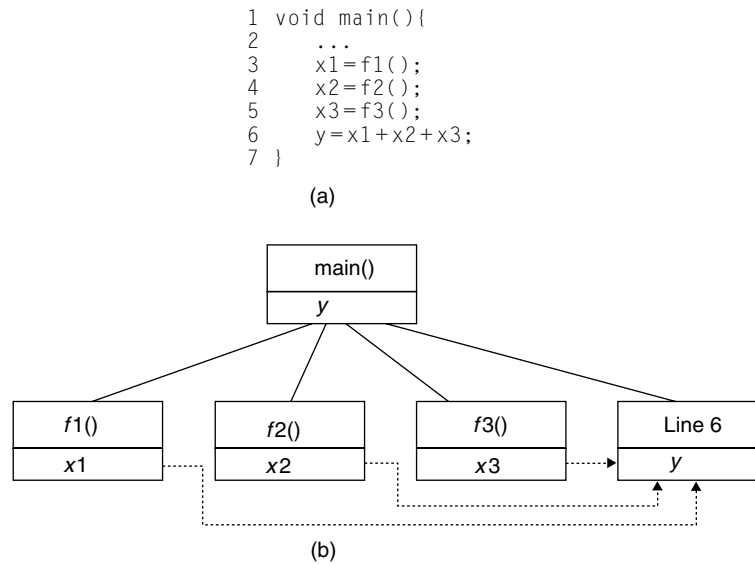 1 void main(){
2 ...
3 x1=f1();
4 x2=f2();
5 x3=f3();
6 y=x1+x2+x3;
7 }
(a)
main()
y
f1()
x1
f2()
x2
f3()
x3
Line 6
y
(b)